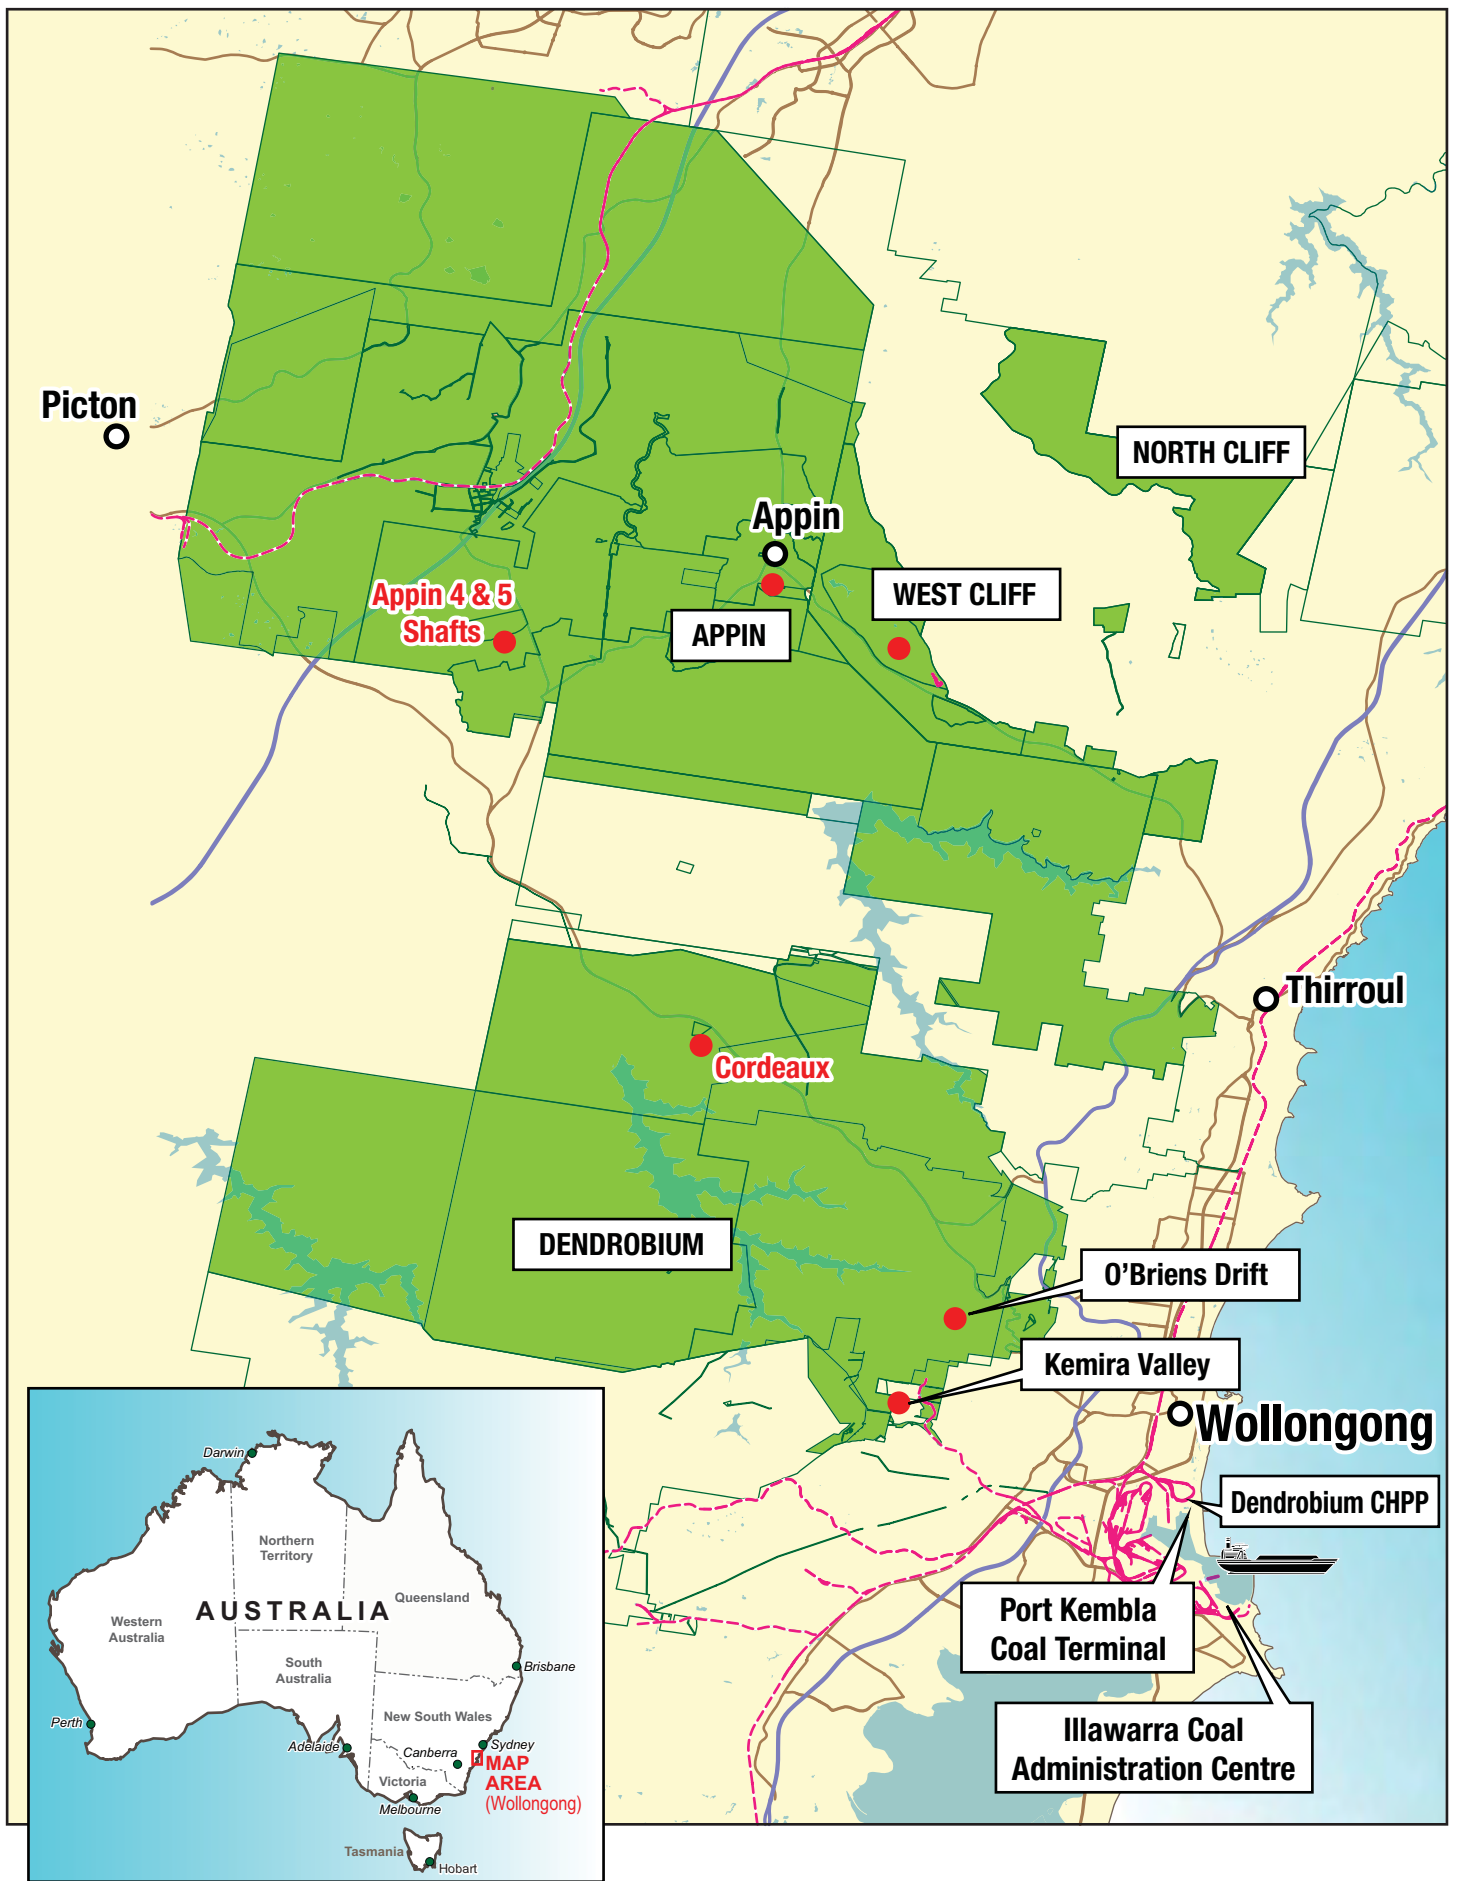 Picton
NORTH CLIFF
Appin
Appin 4 & 5
Shafts
WEST CLIFF
APPIN
Thirroul
Cordeaux
DENDROBIUM
O'Briens Drift
Kemira Valley
Wollongong
Dendrobium CHPP
Port Kembla
Coal Terminal
Illawarra Coal
Administration Centre
Darwin
Northern
Territory
Queensland
AUSTRALIA
Western
Australia
South
Australia
Brisbane
New South Wales
Perth
Adelaide
Sydney
Canberra
MAP
AREA
(Wollongong)
Victoria
Melbourne
Tasmania
Hobart